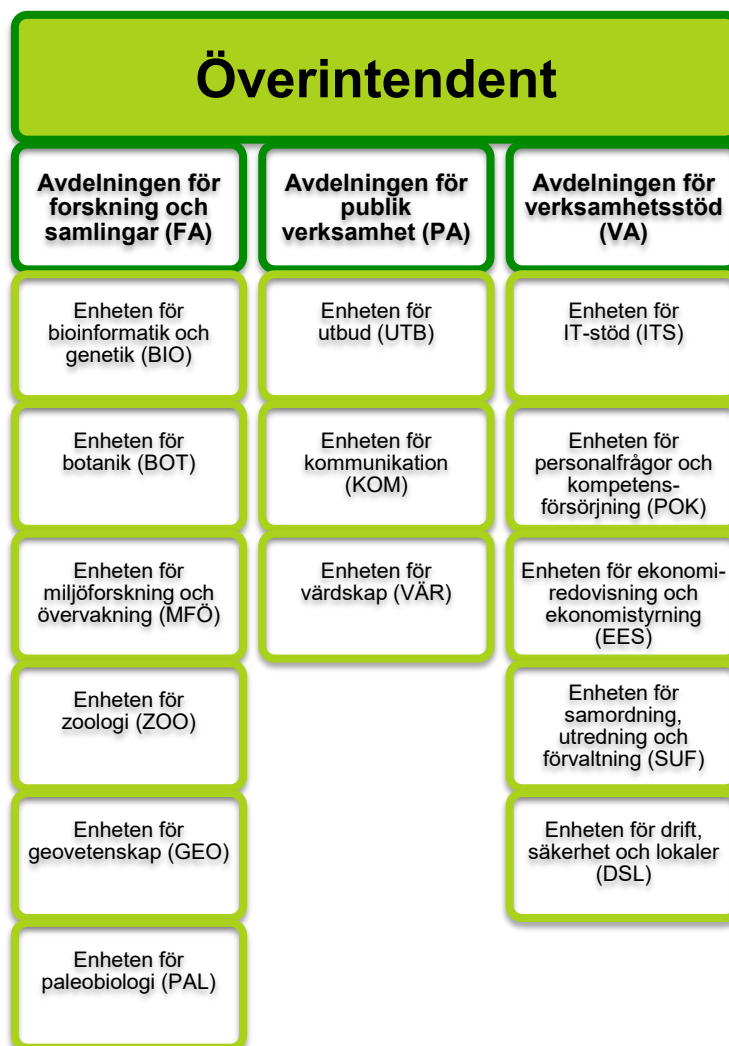 Överintendent
Avdelningen för
forskning och
samlingar (FA)
Avdelningen för
publik
verksamhet (PA)
Avdelningen för
verksamhetsstöd
(VA)
Enheten för
bioinformatik och
genetik (BIO)
Enheten för
utbud (UTB)
Enheten för
IT-stöd (ITS)
Enheten för
botanik (BOT)
Enheten för
kommunikation
(KOM)
Enheten för
personalfrågor och
kompetens-
försörjning (POK)
Enheten för
miljöforskning och
övervakning (MFÖ)
Enheten för
värdskap (VÄR)
Enheten för ekonomi-
redovisning och
ekonomistyrning
(EES)
Enheten för
zoologi (ZOO)
Enheten för
samordning,
utredning och
förvaltning (SUF)
Enheten för
geovetenskap (GEO)
Enheten för drift,
säkerhet och lokaler
(DSL)
Enheten för
paleobiologi (PAL)